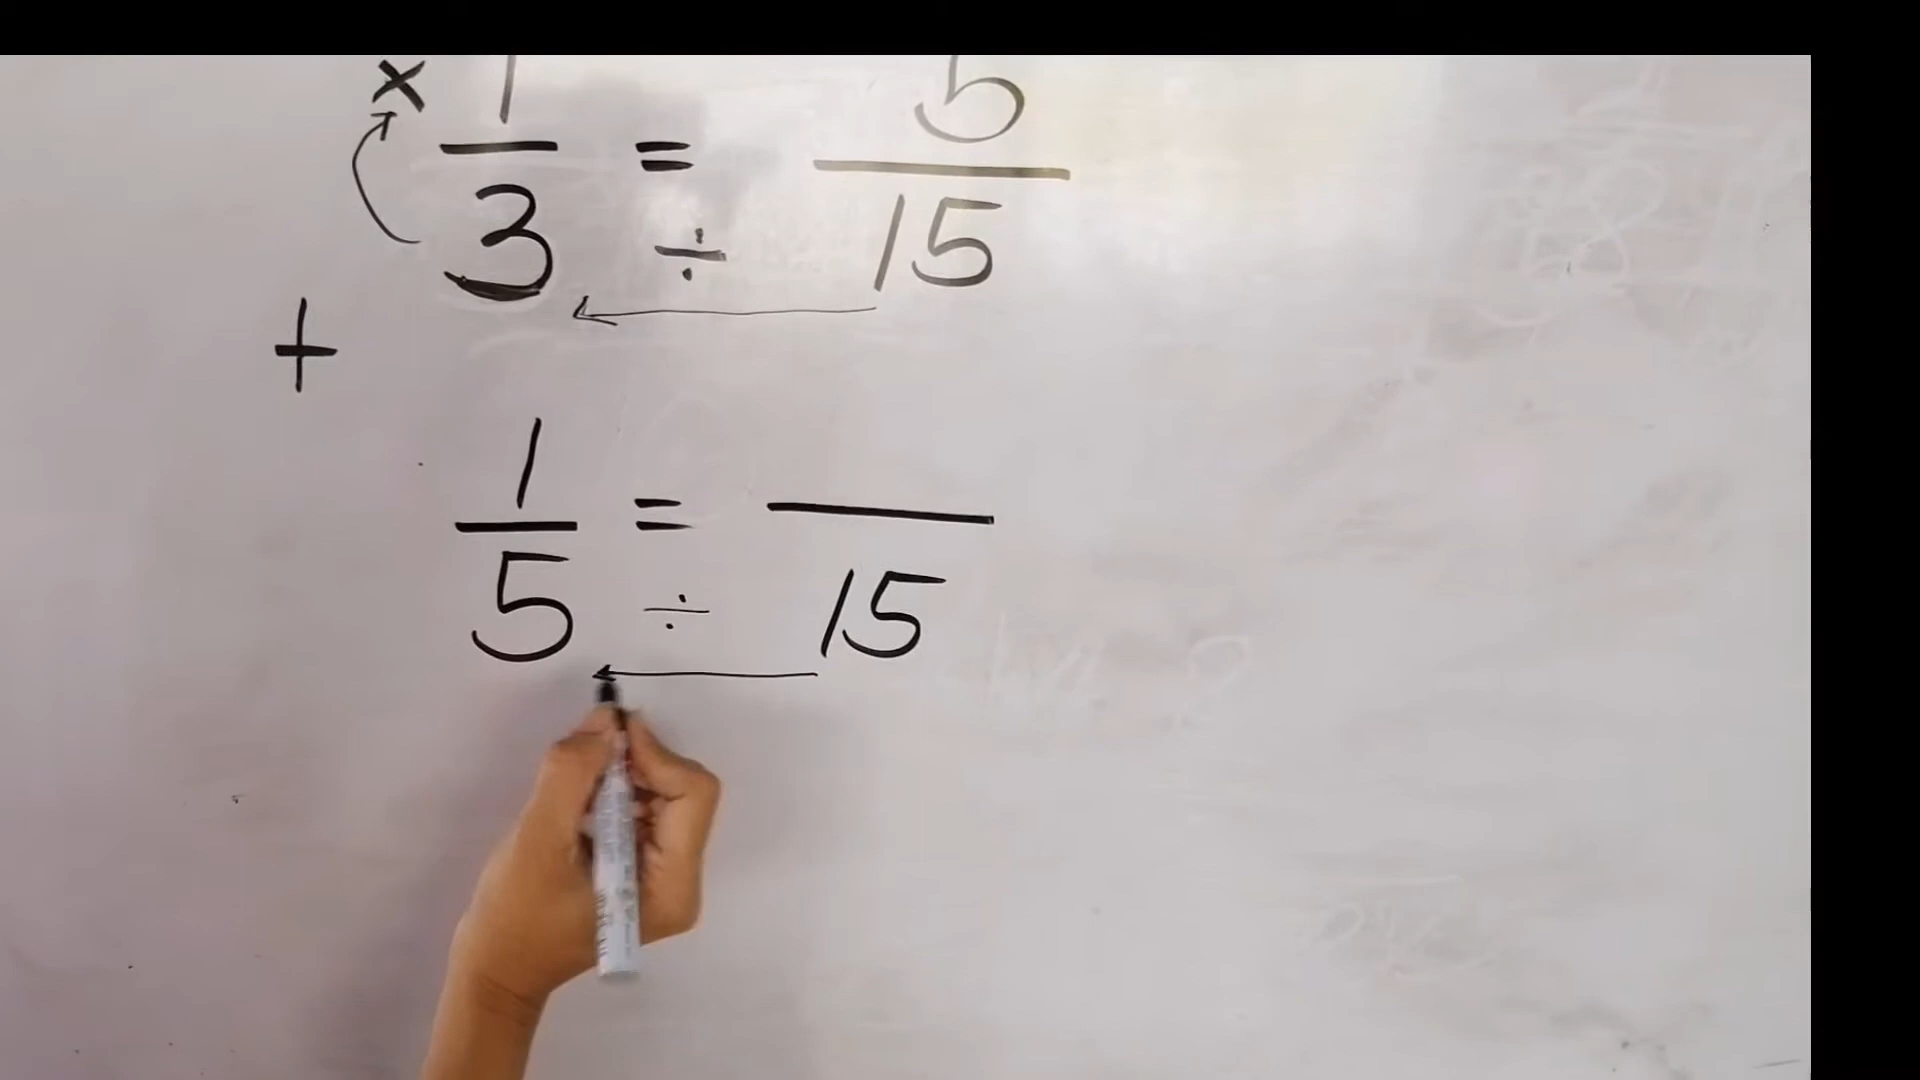 × 1/3 = 5/15
÷
+
1/5 = /15
÷